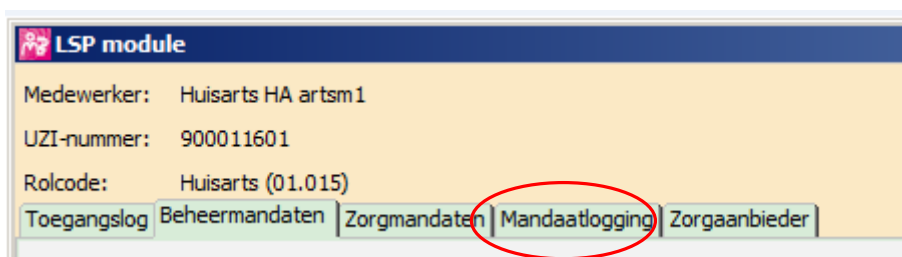 LSP module
Medewerker: Huisarts HA artsm1
UZI-nummer: 900011601
Rolcode: Huisarts (01.015)
Toegangslog Beheermandaten Zorgmandaten Mandaatlogging Zorgaanbieder